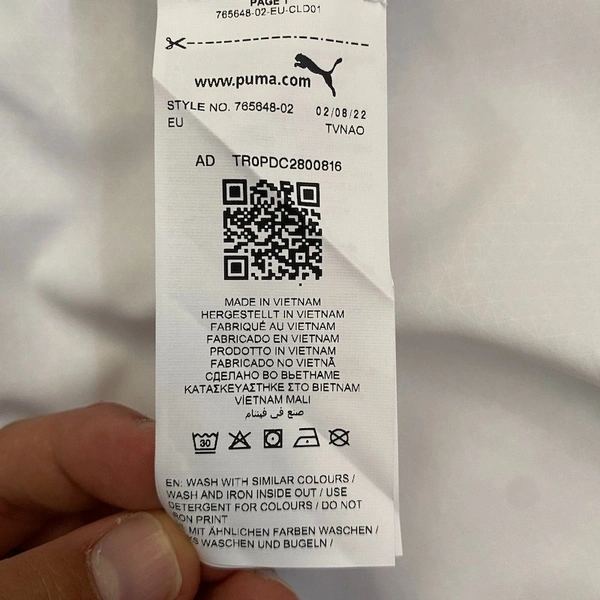 PAGE 1
765648-02-EU-CLD01
www.puma.com
STYLE NO. 765648-02 02/08/22
EU TVNAO
AD TR0PDC2800816
MADE IN VIETNAM
HERGESTELLT IN VIETNAM
FABRIQUÉ AU VIETNAM
FABRICADO EN VIETNAM
PRODOTTO IN VIETNAM
FABRICADO NO VIETNÃ
СДЕЛАНО ВО ВЬЕТНАМЕ
ΚΑΤΑΣΚΕΥΑΣΤΗΚΕ ΣΤΟ ΒΙΕΤΝΑΜ
VIETNAM MALI
صنع في فيتنام
30
EN: WASH WITH SIMILAR COLOURS /
WASH AND IRON INSIDE OUT / USE
DETERGENT FOR COLOURS / DO NOT
PRINT
MIT ÄHNLICHEN FARBEN WASCHEN /
WASCHEN UND BÜGELN /